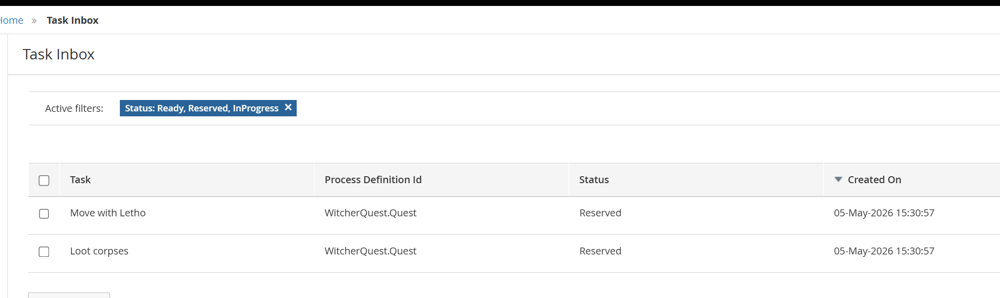 Home » Task Inbox
Task Inbox
Active filters: Status: Ready, Reserved, InProgress ✕
Task Process Definition Id Status Created On
Move with Letho WitcherQuest.Quest Reserved 05-May-2026 15:30:57
Loot corpses WitcherQuest.Quest Reserved 05-May-2026 15:30:57